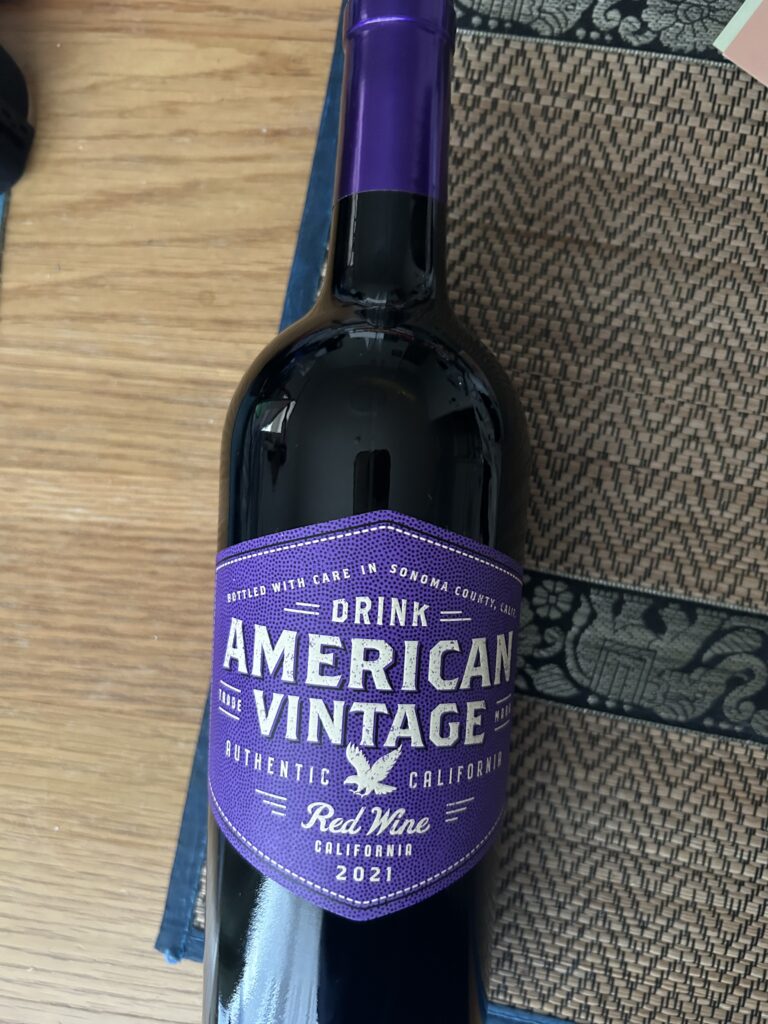 BOTTLED WITH CARE IN SONOMA COUNTY, CALIF
DRINK
AMERICAN
TRADE VINTAGE MARK
AUTHENTIC CALIFORNIA
Red Wine
CALIFORNIA
2021